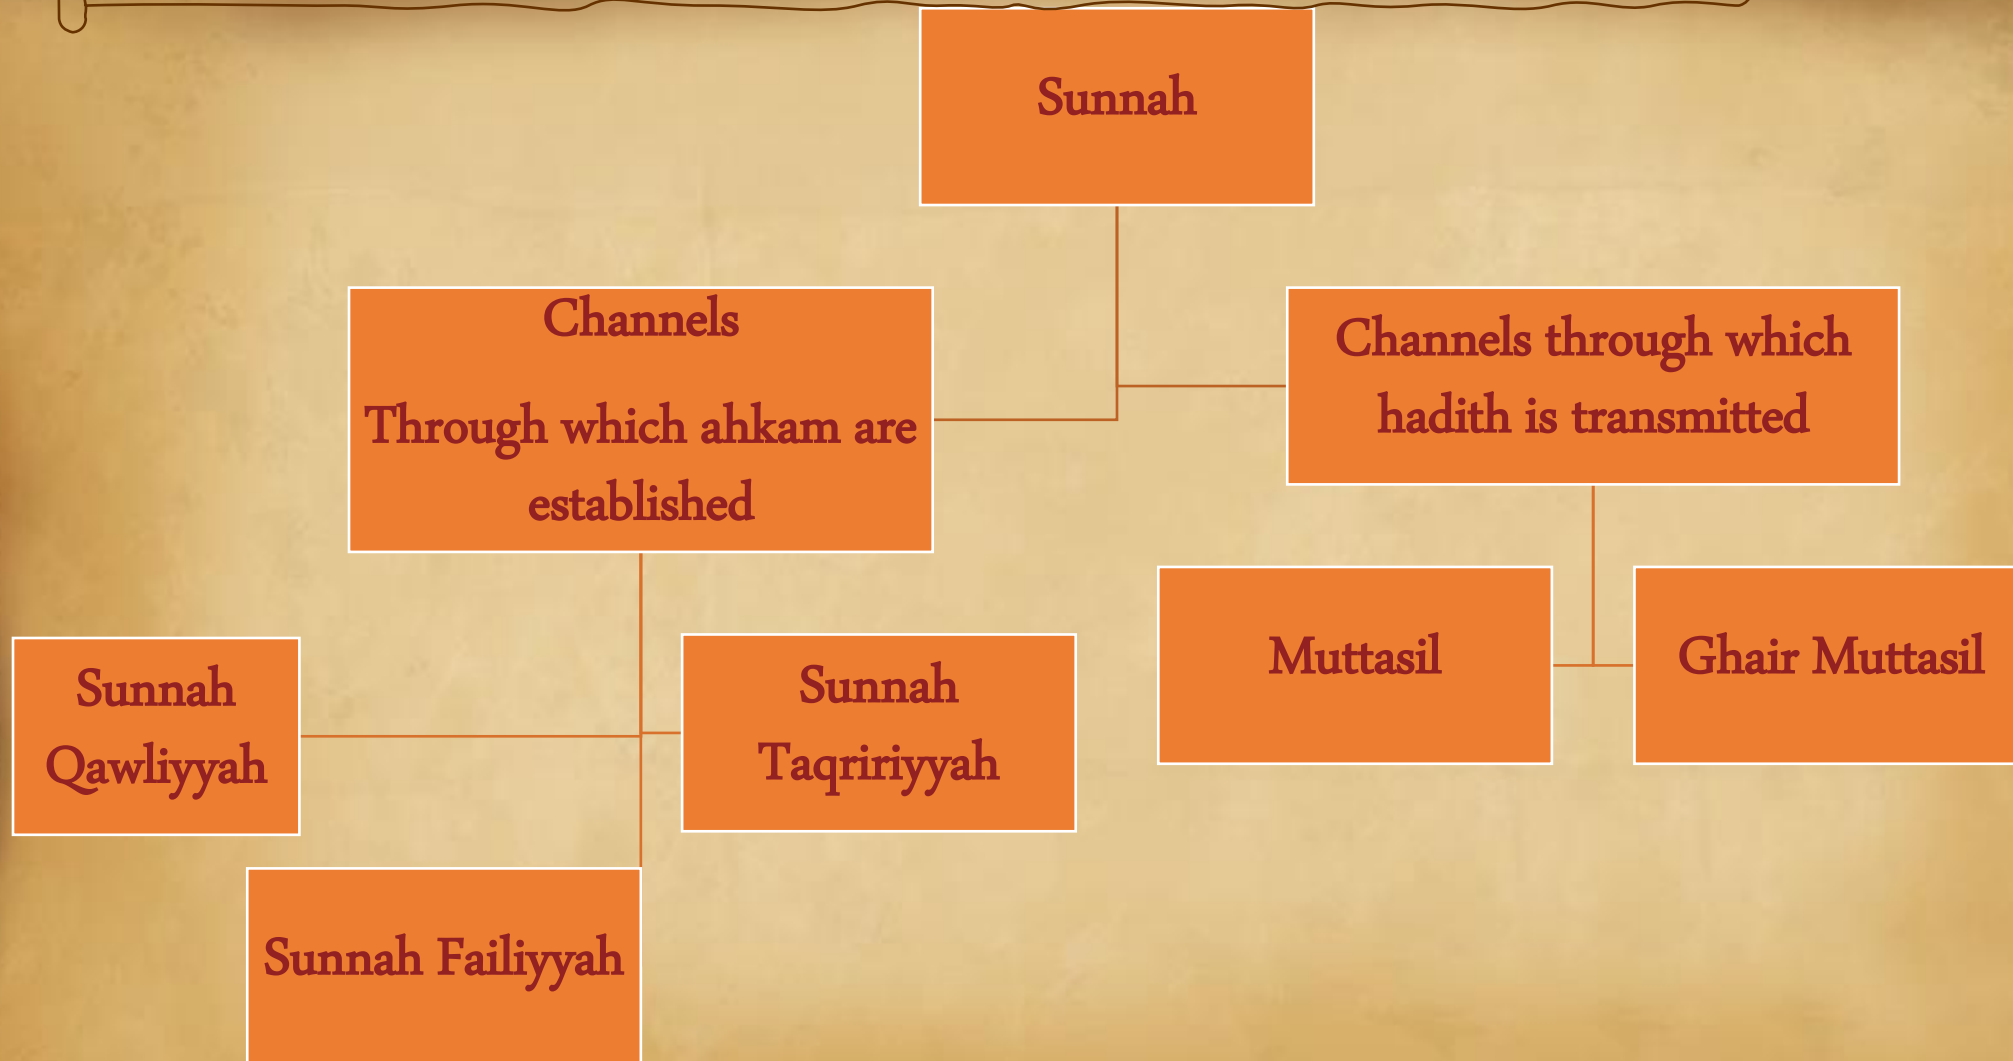 Sunnah
Channels
Through which ahkam are
established
Channels through which
hadith is transmitted
Sunnah
Qawliyyah
Sunnah
Taqririyyah
Sunnah Failiyyah
Muttasil
Ghair Muttasil